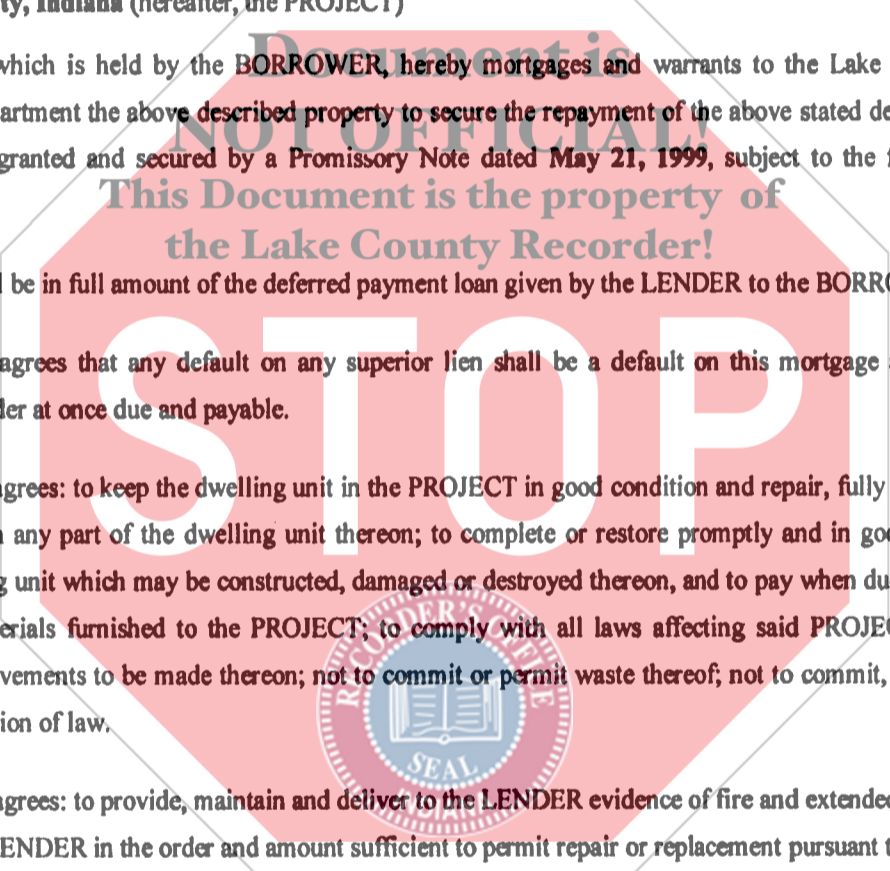 ty, Indiana (hereafter, the PROJECT)
Document is
which is held by the BORROWER, hereby mortgages and warrants to the Lake
artment the above described property to secure the repayment of the above stated de
NOT OFFICIAL!
granted and secured by a Promissory Note dated May 21, 1999, subject to the f
This Document is the property of
the Lake County Recorder!
l be in full amount of the deferred payment loan given by the LENDER to the BORRO
STOP
agrees that any default on any superior lien shall be a default on this mortgage
der at once due and payable.
agrees: to keep the dwelling unit in the PROJECT in good condition and repair, fully
n any part of the dwelling unit thereon; to complete or restore promptly and in goo
g unit which may be constructed, damaged or destroyed thereon, and to pay when du
erials furnished to the PROJECT; to comply with all laws affecting said PROJEC
vements to be made thereon; not to commit or permit waste thereof; not to commit,
ion of law.
RECORDER'S OFFICE
SEAL
INDIANA
agrees: to provide, maintain and deliver to the LENDER evidence of fire and extended
ENDER in the order and amount sufficient to permit repair or replacement pursuant t